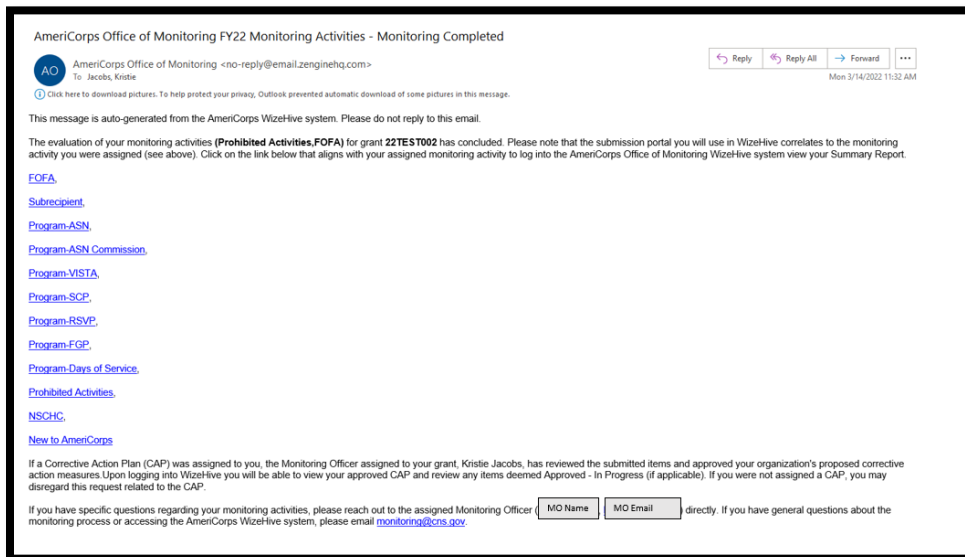 AmeriCorps Office of Monitoring FY22 Monitoring Activities - Monitoring Completed
AO
AmeriCorps Office of Monitoring <no-reply@email.zenginehq.com>
To Jacobs, Kristie
Reply Reply All Forward ...
Mon 3/14/2022 11:32 AM
Click here to download pictures. To help protect your privacy, Outlook prevented automatic download of some pictures in this message.
This message is auto-generated from the AmeriCorps WizeHive system. Please do not reply to this email.
The evaluation of your monitoring activities (Prohibited Activities,FOFA) for grant 22TEST002 has concluded. Please note that the submission portal you will use in WizeHive correlates to the monitoring
activity you were assigned (see above). Click on the link below that aligns with your assigned monitoring activity to log into the AmeriCorps Office of Monitoring WizeHive system view your Summary Report.
FOFA,
Subrecipient,
Program-ASN,
Program-ASN Commission,
Program-VISTA,
Program-SCP,
Program-RSVP,
Program-FGP,
Program-Days of Service,
Prohibited Activities,
NSCHC,
New to AmeriCorps
If a Corrective Action Plan (CAP) was assigned to you, the Monitoring Officer assigned to your grant, Kristie Jacobs, has reviewed the submitted items and approved your organization's proposed corrective
action measures.Upon logging into WizeHive you will be able to view your approved CAP and review any items deemed Approved - In Progress (if applicable). If you were not assigned a CAP, you may
disregard this request related to the CAP.
If you have specific questions regarding your monitoring activities, please reach out to the assigned Monitoring Officer ( MO Name , MO Email ) directly. If you have general questions about the
monitoring process or accessing the AmeriCorps WizeHive system, please email monitoring@cns.gov.